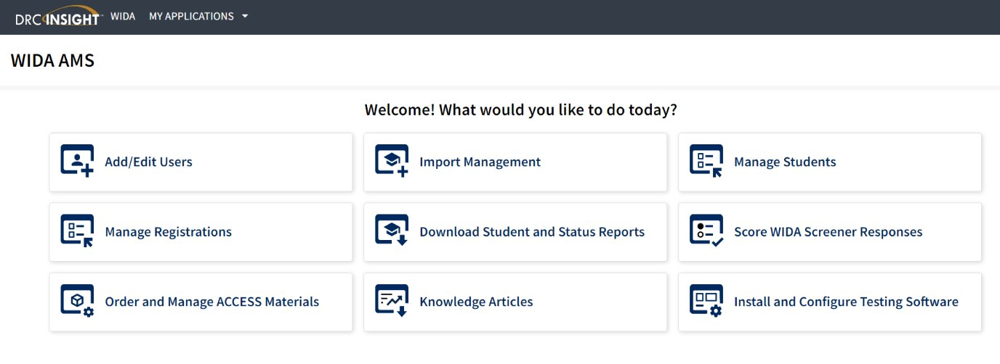 DRC INSIGHT™ WIDA MY APPLICATIONS
WIDA AMS
Welcome! What would you like to do today?
Add/Edit Users
Import Management
Manage Students
Manage Registrations
Download Student and Status Reports
Score WIDA Screener Responses
Order and Manage ACCESS Materials
Knowledge Articles
Install and Configure Testing Software